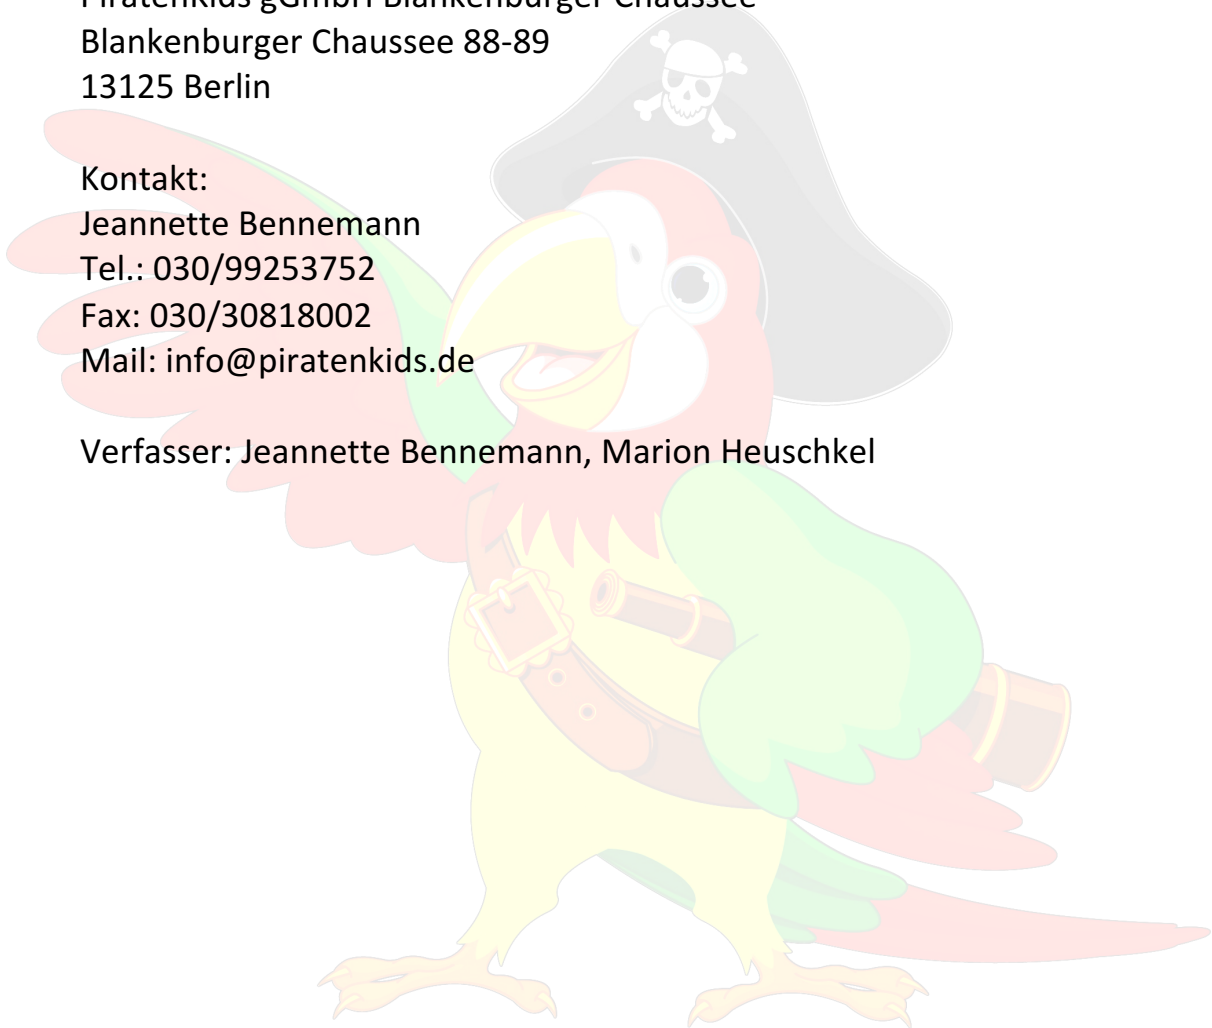 PiratenKids gGmbH Blankenburger Chaussee
Blankenburger Chaussee 88-89
13125 Berlin
Kontakt:
Jeannette Bennemann
Tel.: 030/99253752
Fax: 030/30818002
Mail: info@piratenkids.de
Verfasser: Jeannette Bennemann, Marion Heuschkel